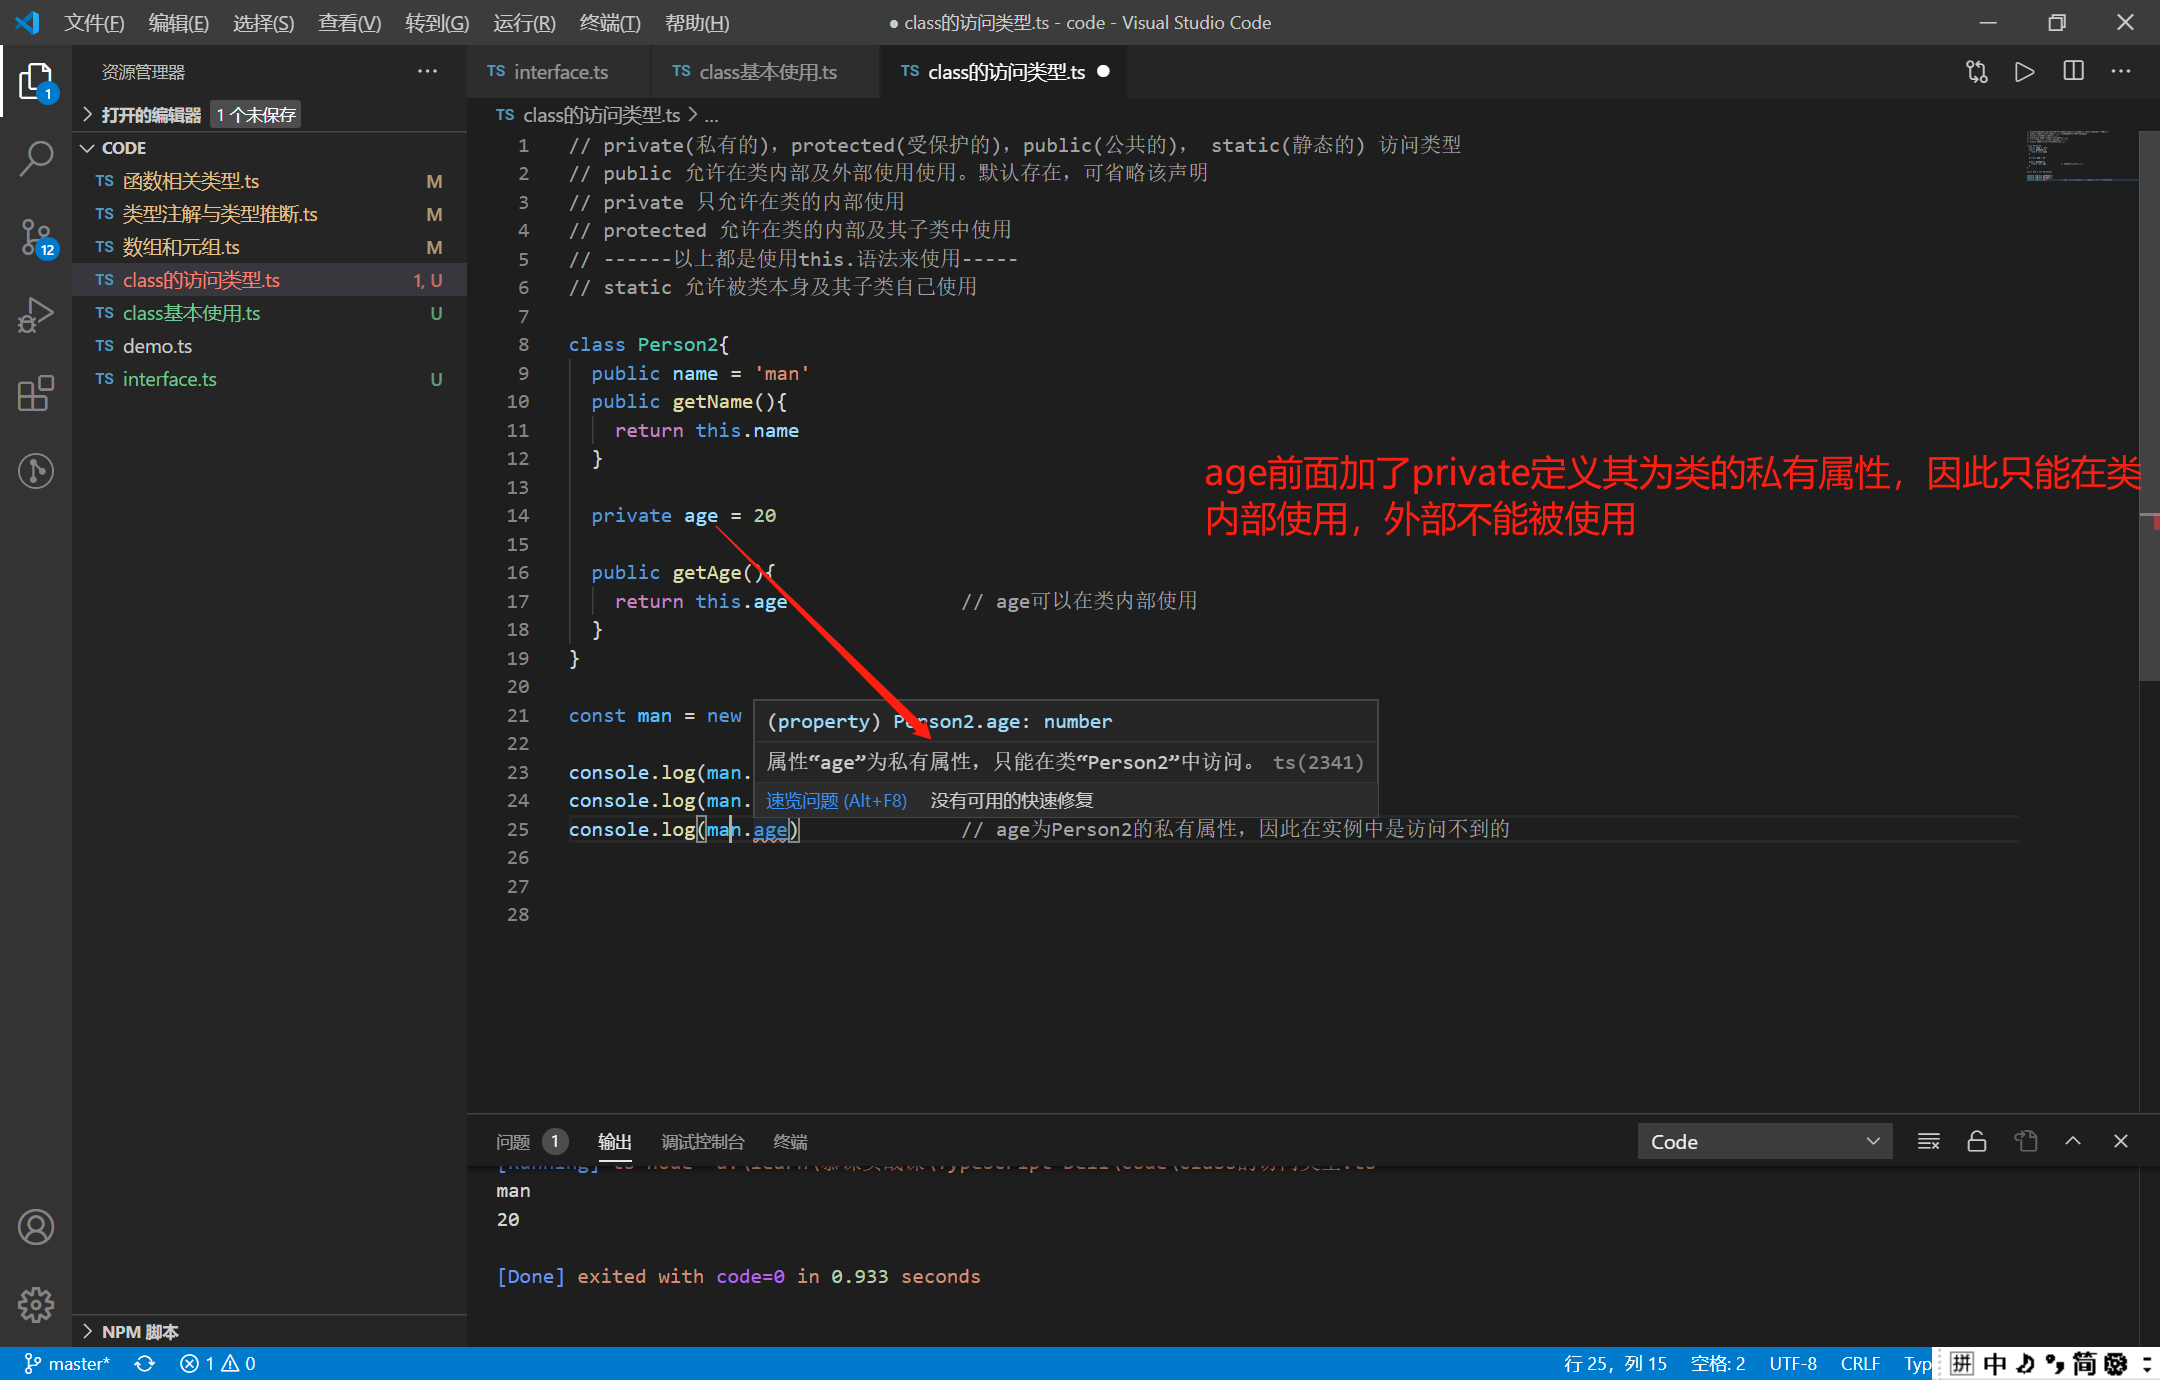 文件(F) 编辑(E) 选择(S) 查看(V) 转到(G) 运行(R) 终端(T) 帮助(H) ● class的访问类型.ts - code - Visual Studio Code
资源管理器 ···
TS interface.ts TS class基本使用.ts TS class的访问类型.ts ●
打开的编辑器 1 个未保存
TS class的访问类型.ts > ...
CODE
TS 函数相关类型.ts M
TS 类型注解与类型推断.ts M
TS 数组和元组.ts M
TS class的访问类型.ts 1, U
TS class基本使用.ts U
TS demo.ts
TS interface.ts U
1
12
1 // private(私有的), protected(受保护的), public(公共的), static(静态的) 访问类型
2 // public 允许在类内部及外部使用使用。默认存在，可省略该声明
3 // private 只允许在类的内部使用
4 // protected 允许在类的内部及其子类中使用
5 // ------以上都是使用this.语法来使用-----
6 // static 允许被类本身及其子类自己使用
7
8 class Person2{
9 public name = 'man'
10 public getName(){
11 return this.name
12 }
13
14 private age = 20
15
16 public getAge(){
17 return this.age // age可以在类内部使用
18 }
19 }
20
21 const man = new
22
23 console.log(man.
24 console.log(man.
25 console.log(man.age) // age为Person2的私有属性，因此在实例中是访问不到的
26
27
28
age前面加了private定义其为类的私有属性，因此只能在类
内部使用，外部不能被使用
(property) Person2.age: number
属性“age”为私有属性，只能在类“Person2”中访问。 ts(2341)
速览问题 (Alt+F8) 没有可用的快速修复
问题 1 输出 调试控制台 终端 Code
man
20
[Done] exited with code=0 in 0.933 seconds
NPM 脚本
master* 1 0 行 25，列 15 空格: 2 UTF-8 CRLF Typ 拼 中 简